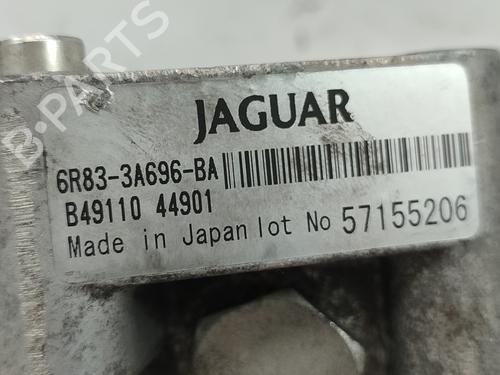 JAGUAR
6R83-3A696-BA
B49110 44901
Made in Japan lot No 57155206
B-PARTS